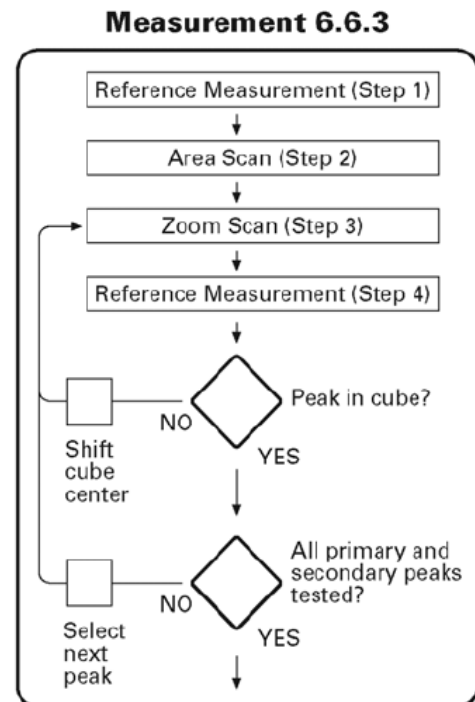 Measurement 6.6.3
Reference Measurement (Step 1)
Area Scan (Step 2)
Zoom Scan (Step 3)
Reference Measurement (Step 4)
Peak in cube?
NO
YES
Shift
cube
center
All primary and
secondary peaks
tested?
NO
YES
Select
next
peak